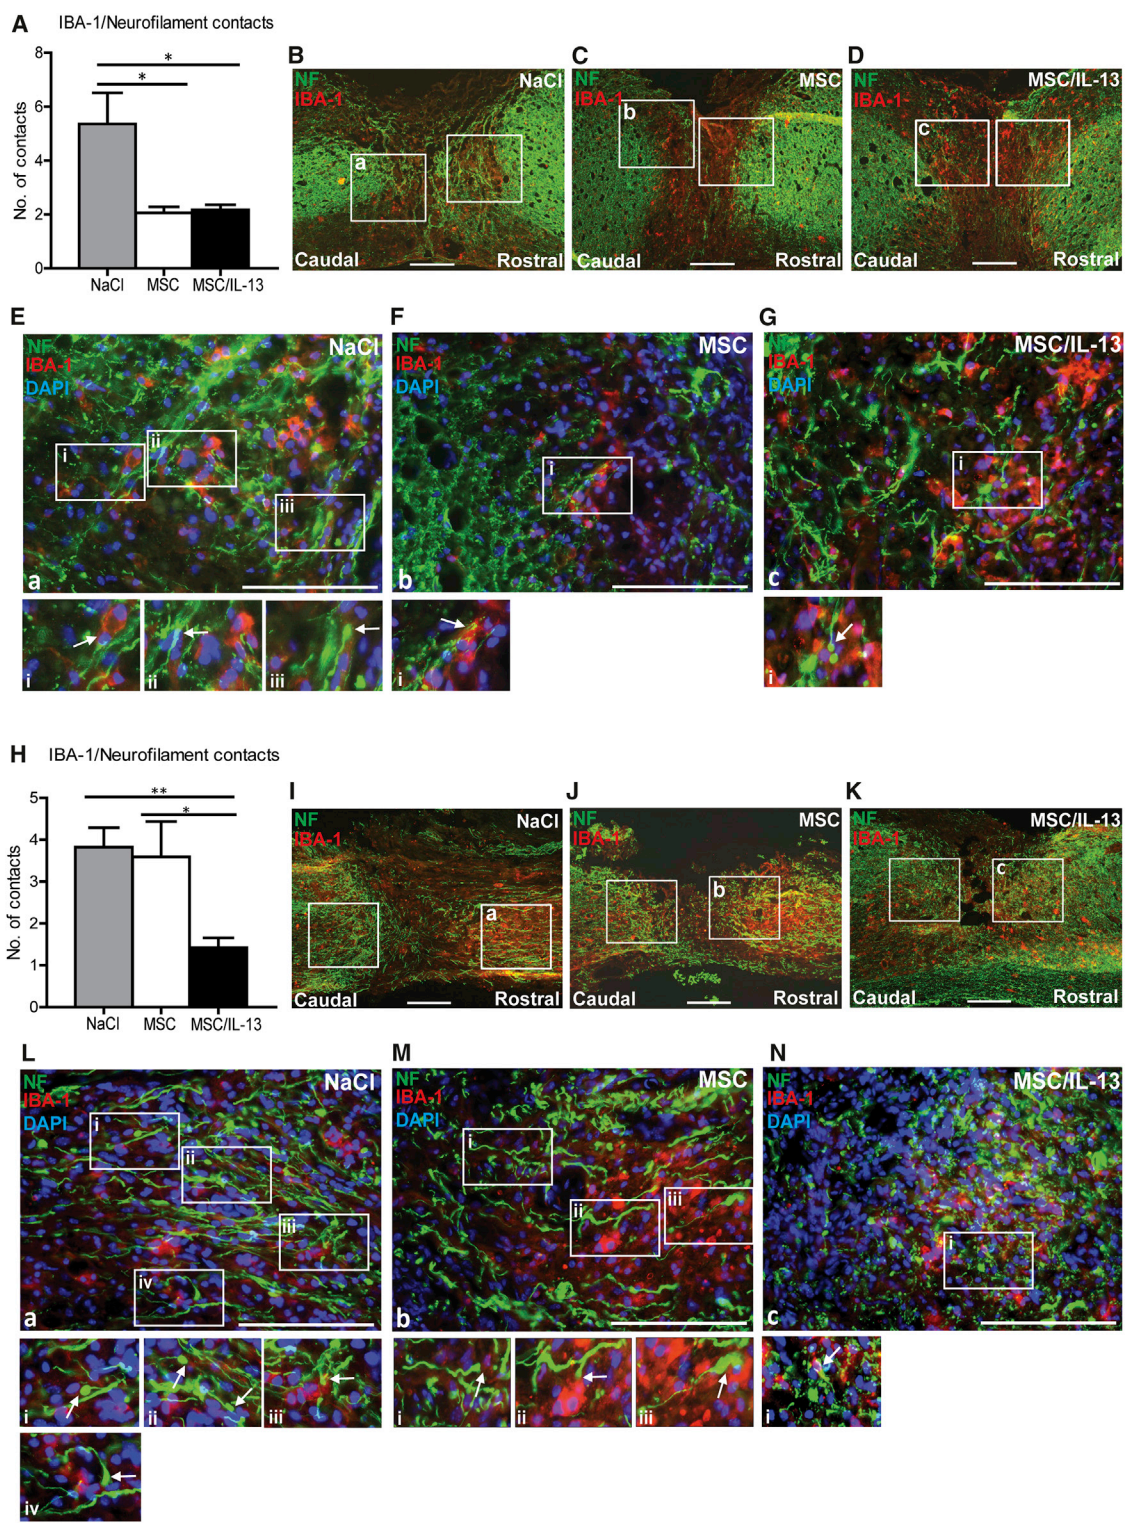 A
IBA-1/Neurofilament contacts
No. of contacts
8
6
4
2
0
*
*
NaCl
MSC
MSC/IL-13
B
NF
IBA-1
NaCl
a
Caudal
Rostral
C
NF
IBA-1
MSC
b
Caudal
Rostral
D
NF
IBA-1
MSC/IL-13
c
Caudal
Rostral
E
NF
IBA-1
DAPI
NaCl
i
ii
iii
a
i
ii
iii
F
NF
IBA-1
DAPI
MSC
i
b
i
G
NF
IBA-1
DAPI
MSC/IL-13
i
c
i
H
IBA-1/Neurofilament contacts
No. of contacts
5
4
3
2
1
0
**
*
NaCl
MSC
MSC/IL-13
I
NF
IBA-1
NaCl
a
Caudal
Rostral
J
NF
IBA-1
MSC
b
Caudal
Rostral
K
NF
IBA-1
MSC/IL-13
c
Caudal
Rostral
L
NF
IBA-1
DAPI
NaCl
i
ii
iii
iv
a
i
ii
iii
iv
M
NF
IBA-1
DAPI
MSC
i
ii
iii
b
i
ii
iii
N
NF
IBA-1
DAPI
MSC/IL-13
i
c
i